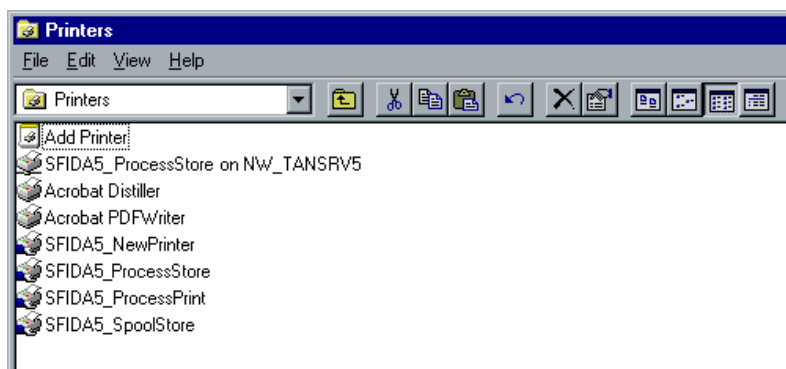 Printers
File Edit View Help
Printers
Add Printer
SFIDA5_ProcessStore on NW_TANSRV5
Acrobat Distiller
Acrobat PDFWriter
SFIDA5_NewPrinter
SFIDA5_ProcessStore
SFIDA5_ProcessPrint
SFIDA5_SpoolStore